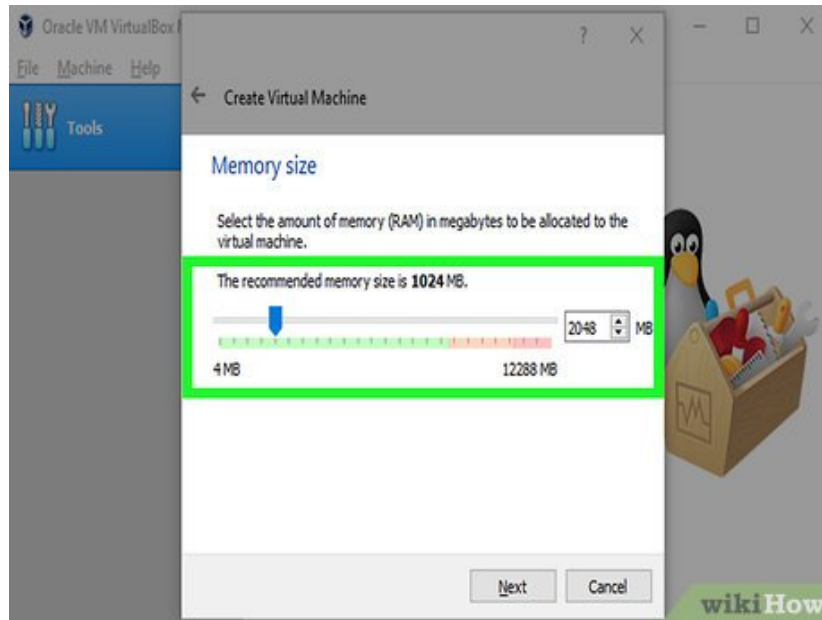 Oracle VM VirtualBox
File Machine Help
Tools
? X
Create Virtual Machine
Memory size
Select the amount of memory (RAM) in megabytes to be allocated to the
virtual machine.
The recommended memory size is 1024 MB.
2048 MB
4 MB 12288 MB
Next Cancel
wikiHow